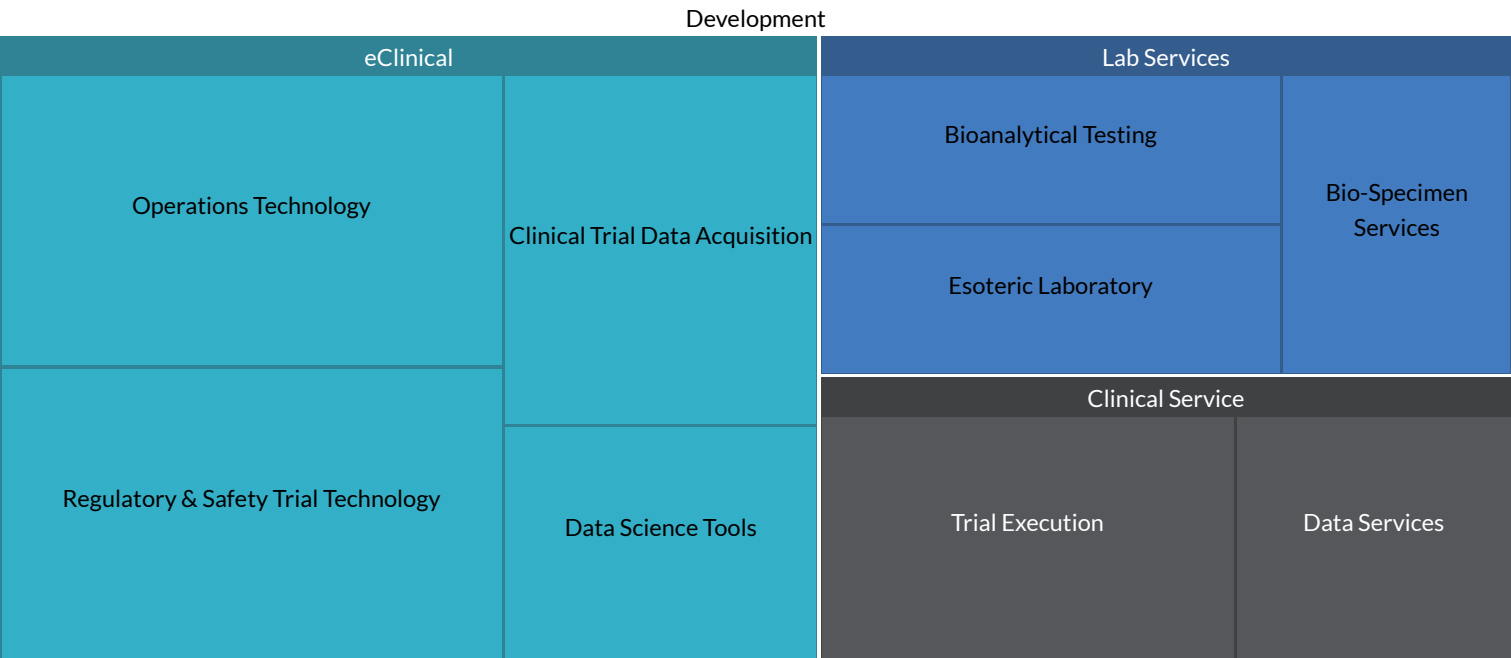 Development
eClinical
Operations Technology
Clinical Trial Data Acquisition
Regulatory & Safety Trial Technology
Data Science Tools
Lab Services
Bioanalytical Testing
Esoteric Laboratory
Bio-Specimen
Services
Clinical Service
Trial Execution
Data Services